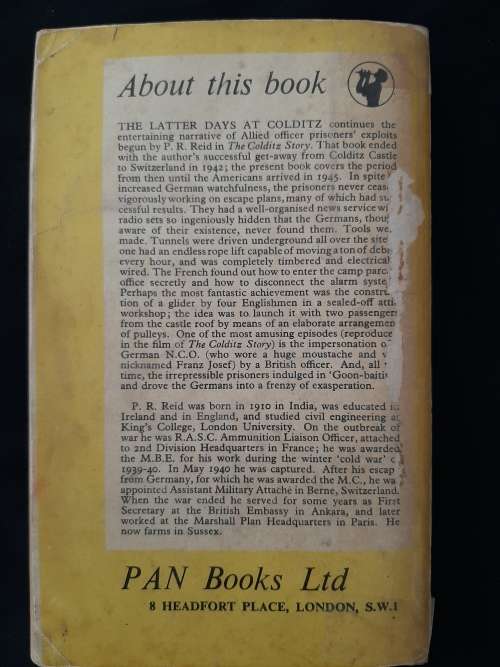 About this book
THE LATTER DAYS AT COLDITZ continues the
entertaining narrative of Allied officer prisoners' exploits
begun by P. R. Reid in The Colditz Story. That book ended
with the author's successful get-away from Colditz Castle
to Switzerland in 1942; the present book covers the period
from then until the Americans arrived in 1945. In spite
increased German watchfulness, the prisoners never
vigorously working on escape plans, many of which had
cessful results. They had a well-organised news service
radio sets so ingeniously hidden that the Germans,
aware of their existence, never found them. Tools
made. Tunnels were driven underground all over the site
one had an endless rope lift capable of moving a ton of
every hour, and was completely timbered and
wired. The French found out how to enter the camp
office secretly and how to disconnect the alarm
Perhaps the most fantastic achievement was the
tion of a glider by four Englishmen in a sealed-off
workshop; the idea was to launch it with two passengers
from the castle roof by means of an elaborate
of pulleys. One of the most amusing episodes
in the film of The Colditz Story) is the impersonation
German N.C.O. (who wore a huge moustache and
nicknamed Franz Josef) by a British officer. And, all
time, the irrepressible prisoners indulged in
and drove the Germans into a frenzy of exasperation.
P. R. Reid was born in 1910 in India, was educated in
Ireland and in England, and studied civil engineering at
King's College, London University. On the outbreak of
war he was R.A.S.C. Ammunition Liaison Officer, attached
to 2nd Division Headquarters in France; he was awarded
the M.B.E. for his work during the winter 'cold war'
1939-40. In May 1940 he was captured. After his
from Germany, for which he was awarded the M.C., he
appointed Assistant Military Attaché in Berne, Switzerland.
When the war ended he served for some years as First
Secretary at the British Embassy in Ankara, and later
worked at the Marshall Plan Headquarters in Paris. He
now farms in Sussex.
PAN Books Ltd
8 HEADFORT PLACE, LONDON, S.W.1